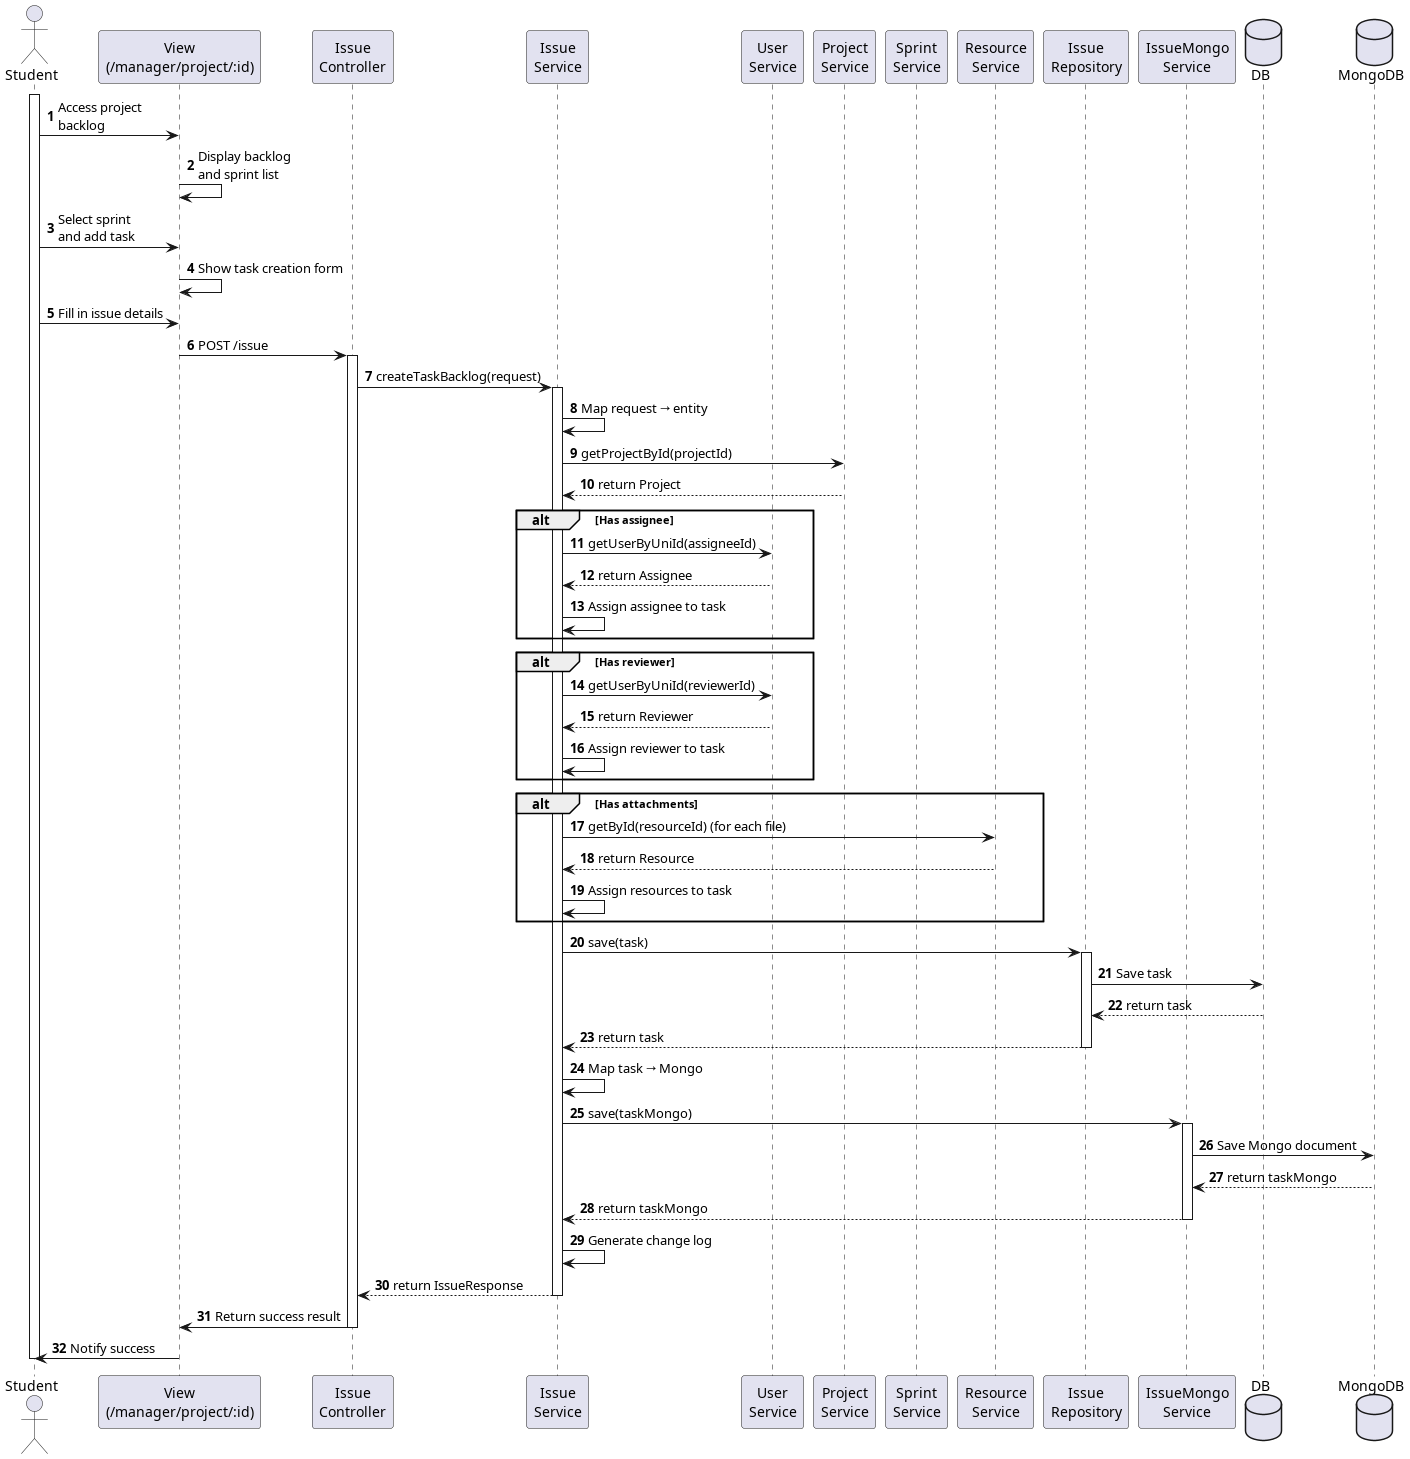 Student
View
(/manager/project/:id)
Issue
Controller
Issue
Service
User
Service
Project
Service
Sprint
Service
Resource
Service
Issue
Repository
IssueMongo
Service
DB
MongoDB
1 Access project
backlog
2 Display backlog
and sprint list
3 Select sprint
and add task
4 Show task creation form
5 Fill in issue details
6 POST /issue
7 createTaskBacklog(request)
8 Map request → entity
9 getProjectById(projectId)
10 return Project
alt [Has assignee]
11 getUserByUniId(assigneeId)
12 return Assignee
13 Assign assignee to task
alt [Has reviewer]
14 getUserByUniId(reviewerId)
15 return Reviewer
16 Assign reviewer to task
alt [Has attachments]
17 getById(resourceId) (for each file)
18 return Resource
19 Assign resources to task
20 save(task)
21 Save task
22 return task
23 return task
24 Map task → Mongo
25 save(taskMongo)
26 Save Mongo document
27 return taskMongo
28 return taskMongo
29 Generate change log
30 return IssueResponse
31 Return success result
32 Notify success
Student
View
(/manager/project/:id)
Issue
Controller
Issue
Service
User
Service
Project
Service
Sprint
Service
Resource
Service
Issue
Repository
IssueMongo
Service
DB
MongoDB